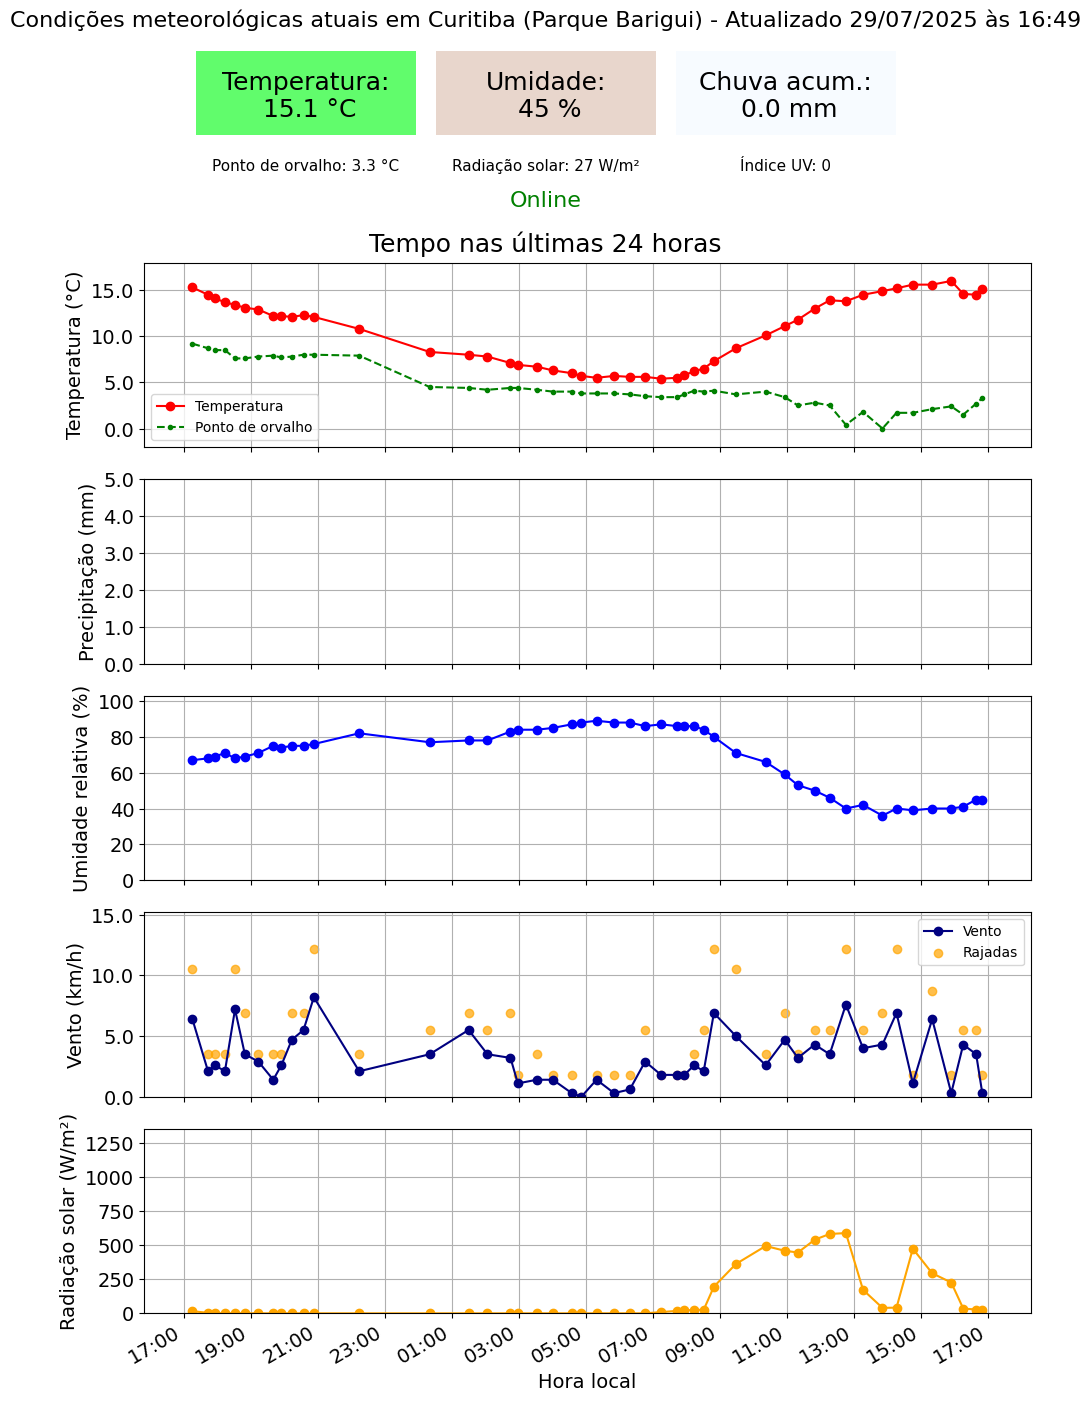 Condições meteorológicas atuais em Curitiba (Parque Barigui) - Atualizado 29/07/2025 às 16:49
Temperatura:
15.1 °C
Umidade:
45 %
Chuva acum.:
0.0 mm
Ponto de orvalho: 3.3 °C
Radiação solar: 27 W/m²
Índice UV: 0
Online
Tempo nas últimas 24 horas
Temperatura (°C)
15.0
10.0
5.0
0.0
Temperatura
Ponto de orvalho
Precipitação (mm)
5.0
4.0
3.0
2.0
1.0
0.0
Umidade relativa (%)
100
80
60
40
20
0
Vento (km/h)
15.0
10.0
5.0
0.0
Vento
Rajadas
Radiação solar (W/m²)
1250
1000
750
500
250
0
17:00 19:00 21:00 23:00 01:00 03:00 05:00 07:00 09:00 11:00 13:00 15:00 17:00
Hora local